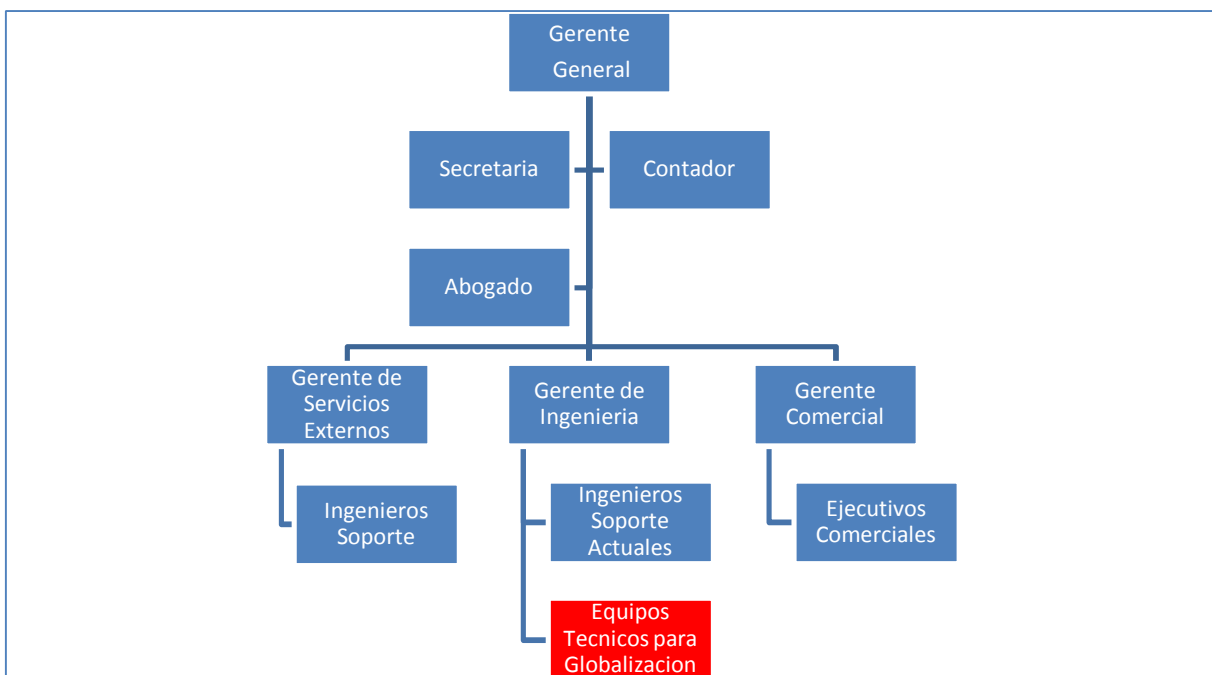 Gerente
General
Secretaria
Contador
Abogado
Gerente de
Servicios
Externos
Gerente de
Ingenieria
Gerente
Comercial
Ingenieros
Soporte
Ingenieros
Soporte
Actuales
Ejecutivos
Comerciales
Equipos
Tecnicos para
Globalizacion